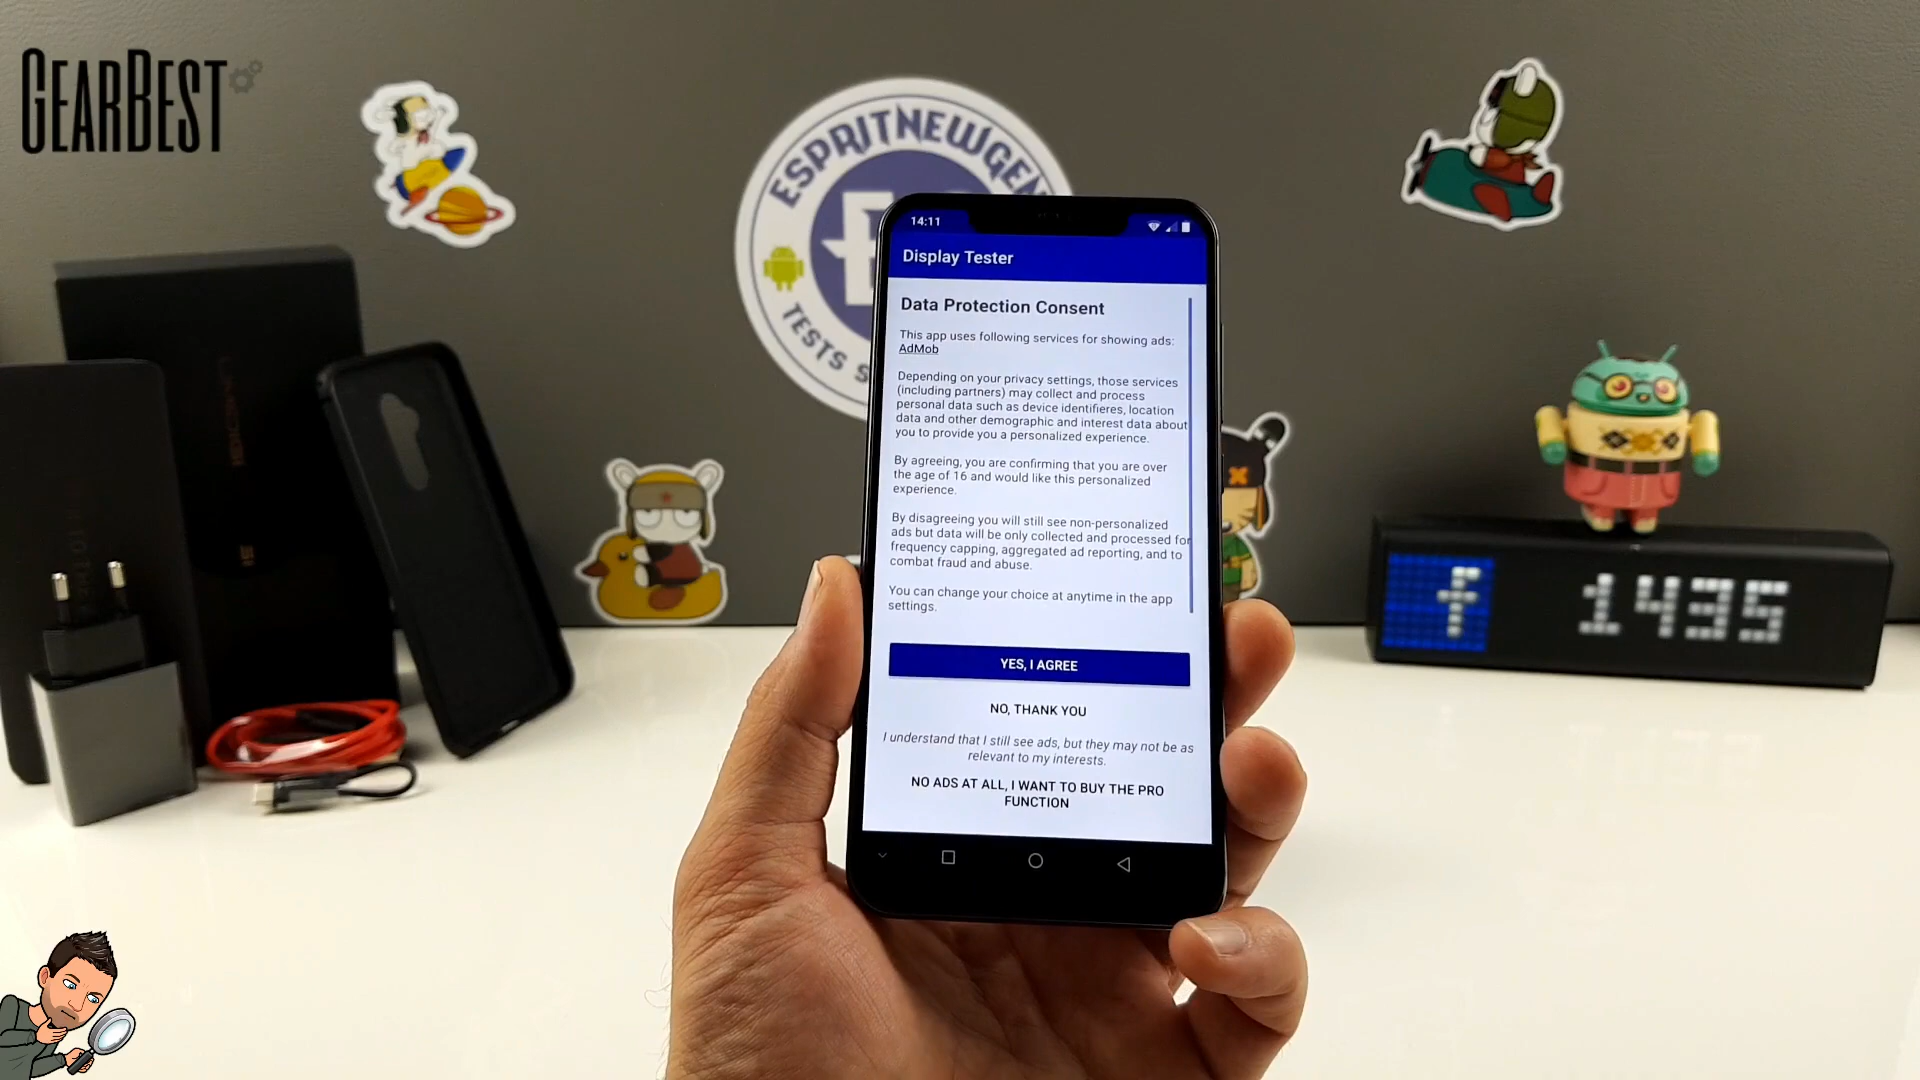 GEARBEST
ESPRITNEWGEN
TESTS S
14:11
Display Tester
Data Protection Consent
This app uses following services for showing ads:
AdMob
Depending on your privacy settings, those services
(including partners) may collect and process
personal data such as device identifieres, location
data and other demographic and interest data about
you to provide you a personalized experience.
By agreeing, you are confirming that you are over
the age of 16 and would like this personalized
experience.
By disagreeing you will still see non-personalized
ads but data will be only collected and processed for
frequency capping, aggregated ad reporting, and to
combat fraud and abuse.
You can change your choice at anytime in the app
settings.
YES, I AGREE
NO, THANK YOU
I understand that I still see ads, but they may not be as
relevant to my interests.
NO ADS AT ALL, I WANT TO BUY THE PRO
FUNCTION
f
1435